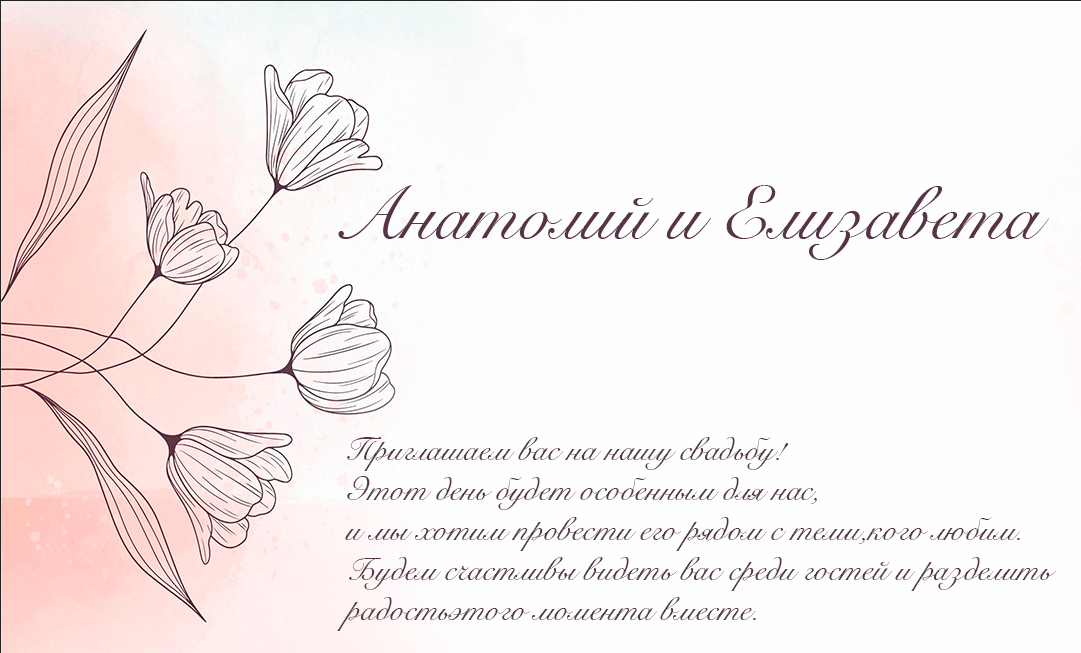 Анатолий и Елизавета
Приглашаем вас на нашу свадьбу!
Этот день будет особенным для нас,
и мы хотим провести его рядом с теми,кого любим.
Будем счастливы видеть вас среди гостей и разделить
радостьэтого момента вместе.